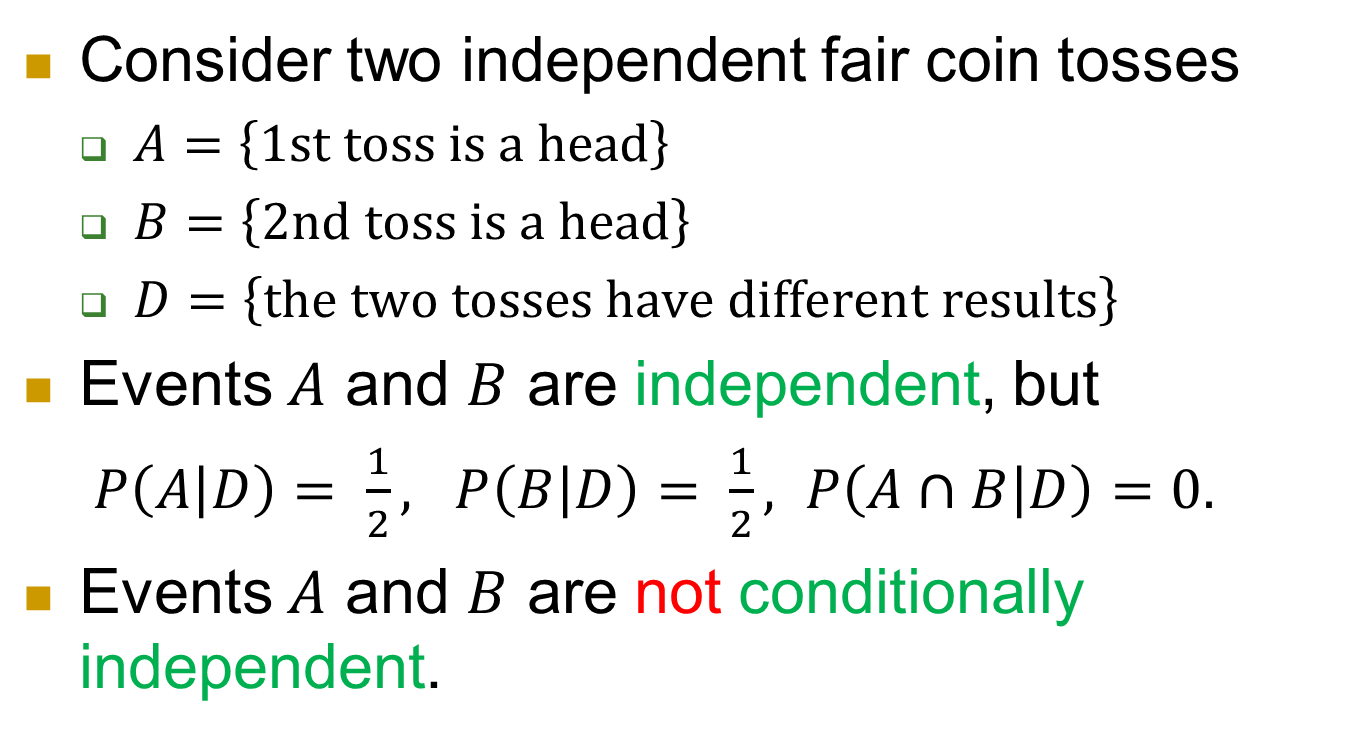 Consider two independent fair coin tosses
A = {1st toss is a head}
B = {2nd toss is a head}
D = {the two tosses have different results}
Events A and B are independent, but
P(A|D) = 1/2, P(B|D) = 1/2, P(A ∩ B|D) = 0.
Events A and B are not conditionally
independent.